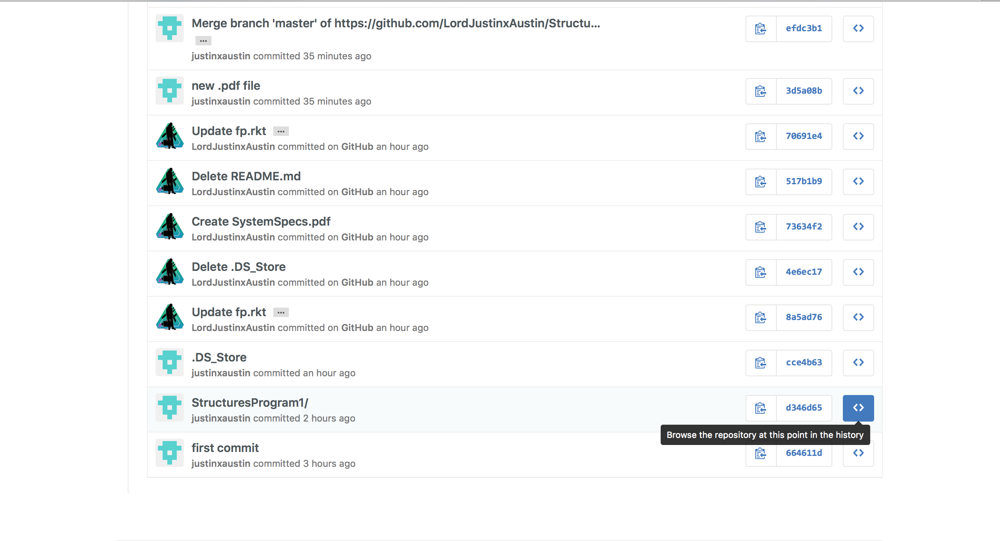 Merge branch 'master' of https://github.com/LordJustinxAustin/Structu...
...
justinxaustin committed 35 minutes ago
efdc3b1
new .pdf file
justinxaustin committed 35 minutes ago
3d5a08b
Update fp.rkt ...
LordJustinxAustin committed on GitHub an hour ago
70691e4
Delete README.md
LordJustinxAustin committed on GitHub an hour ago
517b1b9
Create SystemSpecs.pdf
LordJustinxAustin committed on GitHub an hour ago
73634f2
Delete .DS_Store
LordJustinxAustin committed on GitHub an hour ago
4e6ec17
Update fp.rkt ...
LordJustinxAustin committed on GitHub an hour ago
8a5ad76
.DS_Store
justinxaustin committed an hour ago
cce4b63
StructuresProgram1/
justinxaustin committed 2 hours ago
d346d65
Browse the repository at this point in the history
first commit
justinxaustin committed 3 hours ago
664611d